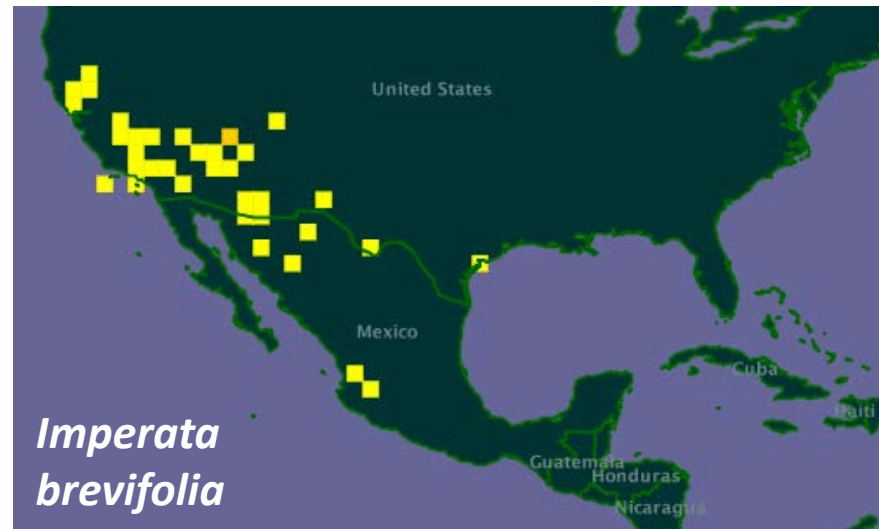 United States
Mexico
Cuba
Haiti
Guatemala
Honduras
Nicaragua
Imperata
brevifolia